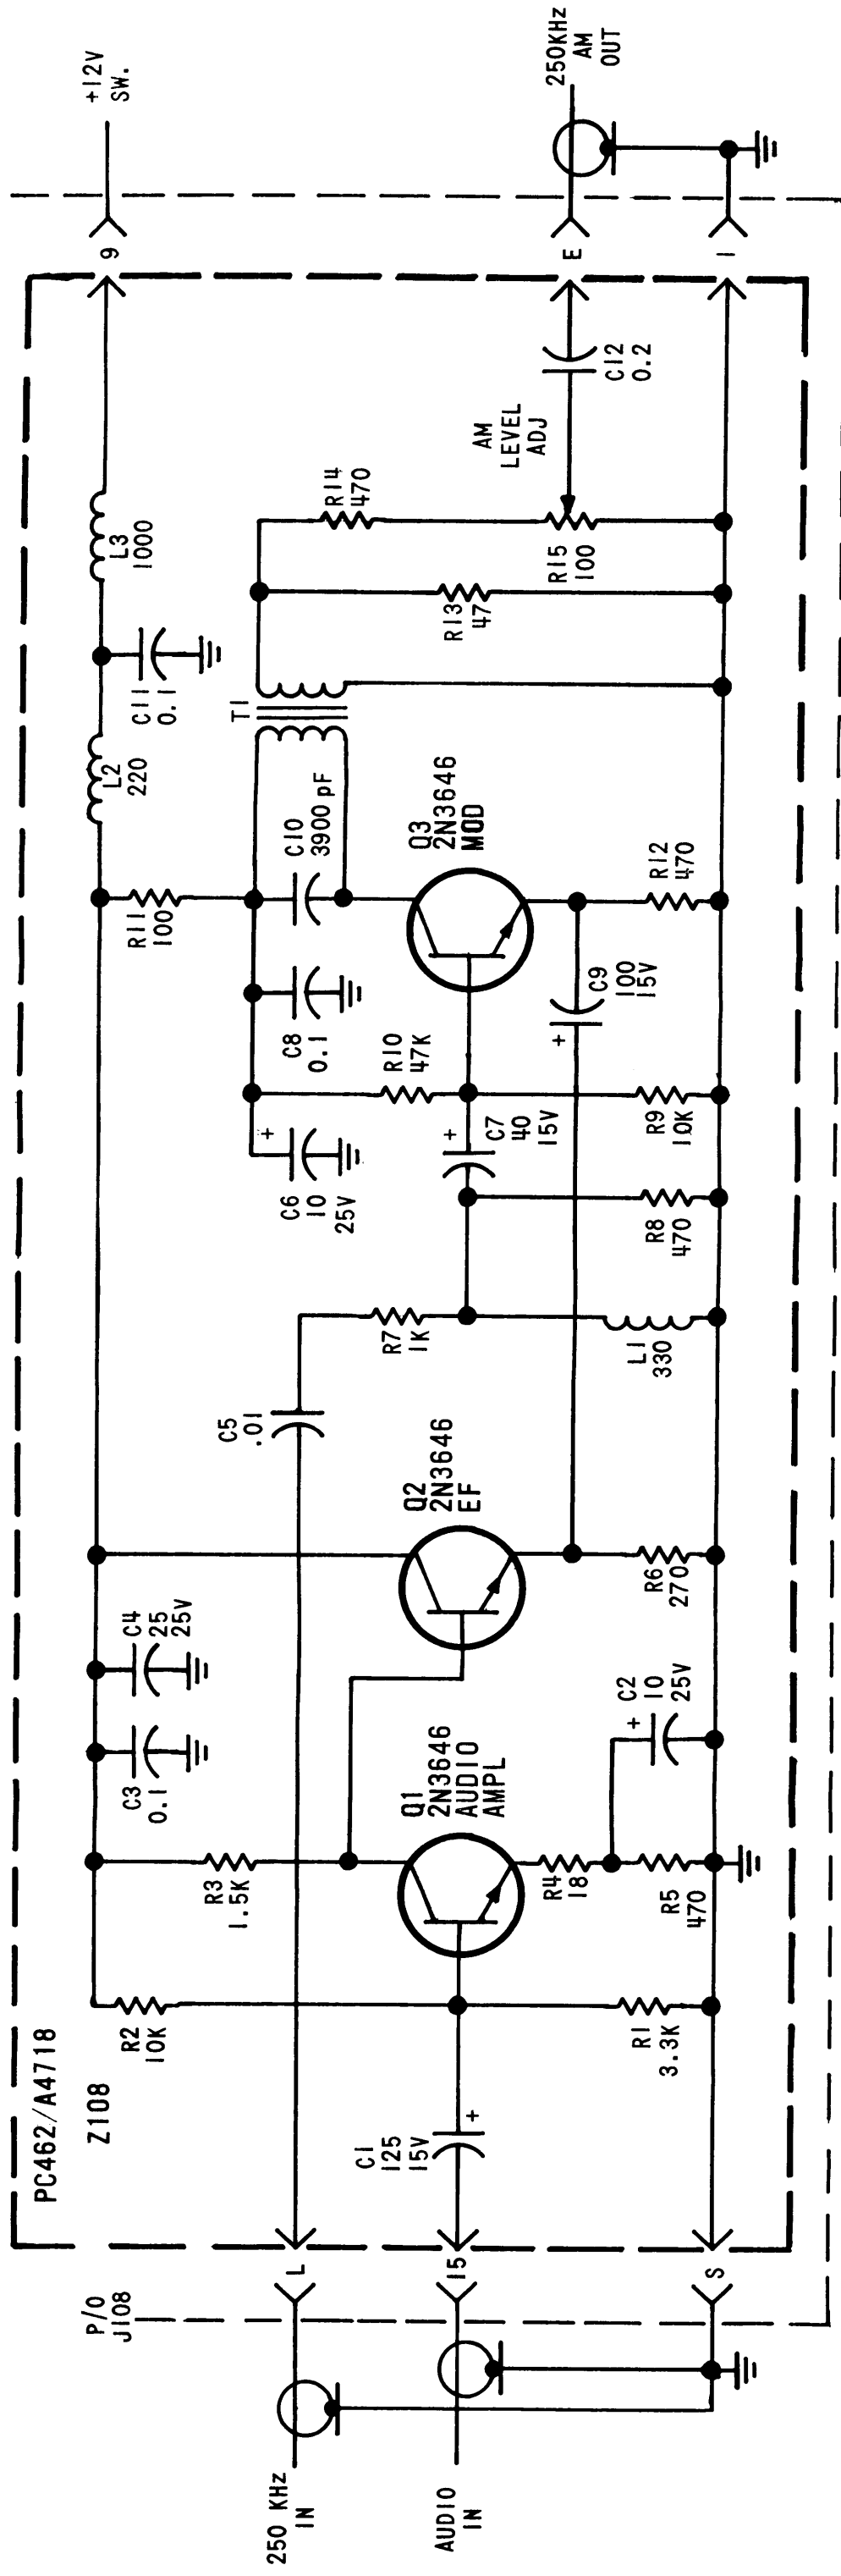 PC462/A4718
Z108
P/O
J108
250 KHz
IN
AUDIO
IN
L
15
S
C1
125
15V
R2
10K
R1
3.3K
R3
1.5K
Q1
2N3646
AUDIO
AMPL
R4
18
R5
470
C2
10
25V
C3
0.1
C4
25
25V
Q2
2N3646
EF
R6
270
C5
.01
R7
1K
L1
330
R8
470
C7
40
15V
R9
10K
R10
47K
C6
10
25V
C8
0.1
C9
100
15V
R11
100
C10
3900 pF
Q3
2N3646
MOD
R12
470
T1
L2
220
C11
0.1
L3
1000
R13
47
R14
470
R15
100
AM
LEVEL
ADJ
C12
0.2
9
E
1
+12V
SW.
250KHz
AM
OUT
+
+
+
+
+